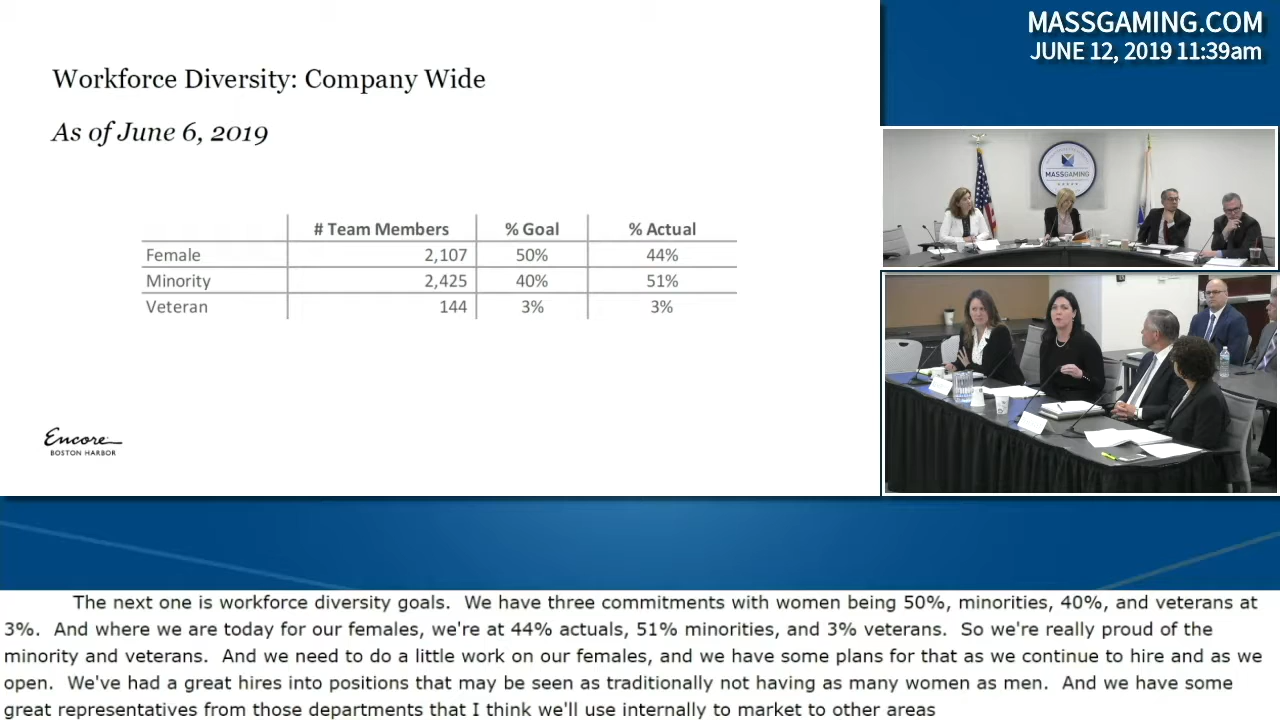 MASSGAMING.COM
JUNE 12, 2019 11:39am
Workforce Diversity: Company Wide
As of June 6, 2019
# Team Members % Goal % Actual
Female 2,107 50% 44%
Minority 2,425 40% 51%
Veteran 144 3% 3%
Encore
BOSTON HARBOR
MASSGAMING
The next one is workforce diversity goals. We have three commitments with women being 50%, minorities, 40%, and veterans at
3%. And where we are today for our females, we're at 44% actuals, 51% minorities, and 3% veterans. So we're really proud of the
minority and veterans. And we need to do a little work on our females, and we have some plans for that as we continue to hire and as we
open. We've had a great hires into positions that may be seen as traditionally not having as many women as men. And we have some
great representatives from those departments that I think we'll use internally to market to other areas